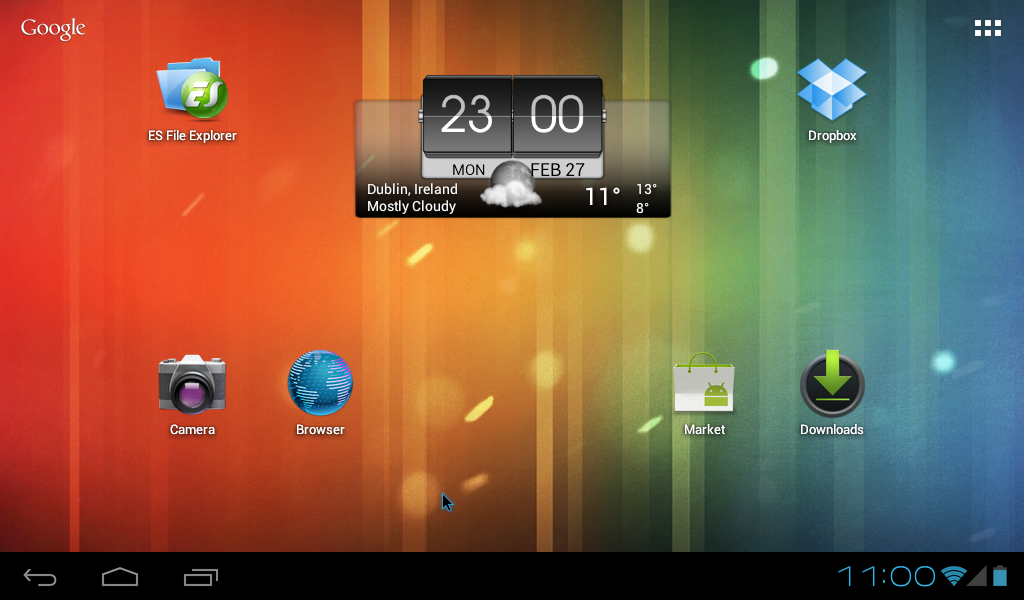 Google
ES
ES File Explorer
23 00
MON FEB 27
Dublin, Ireland
Mostly Cloudy
11° 13°
8°
Dropbox
Camera
Browser
Market
Downloads
11:00